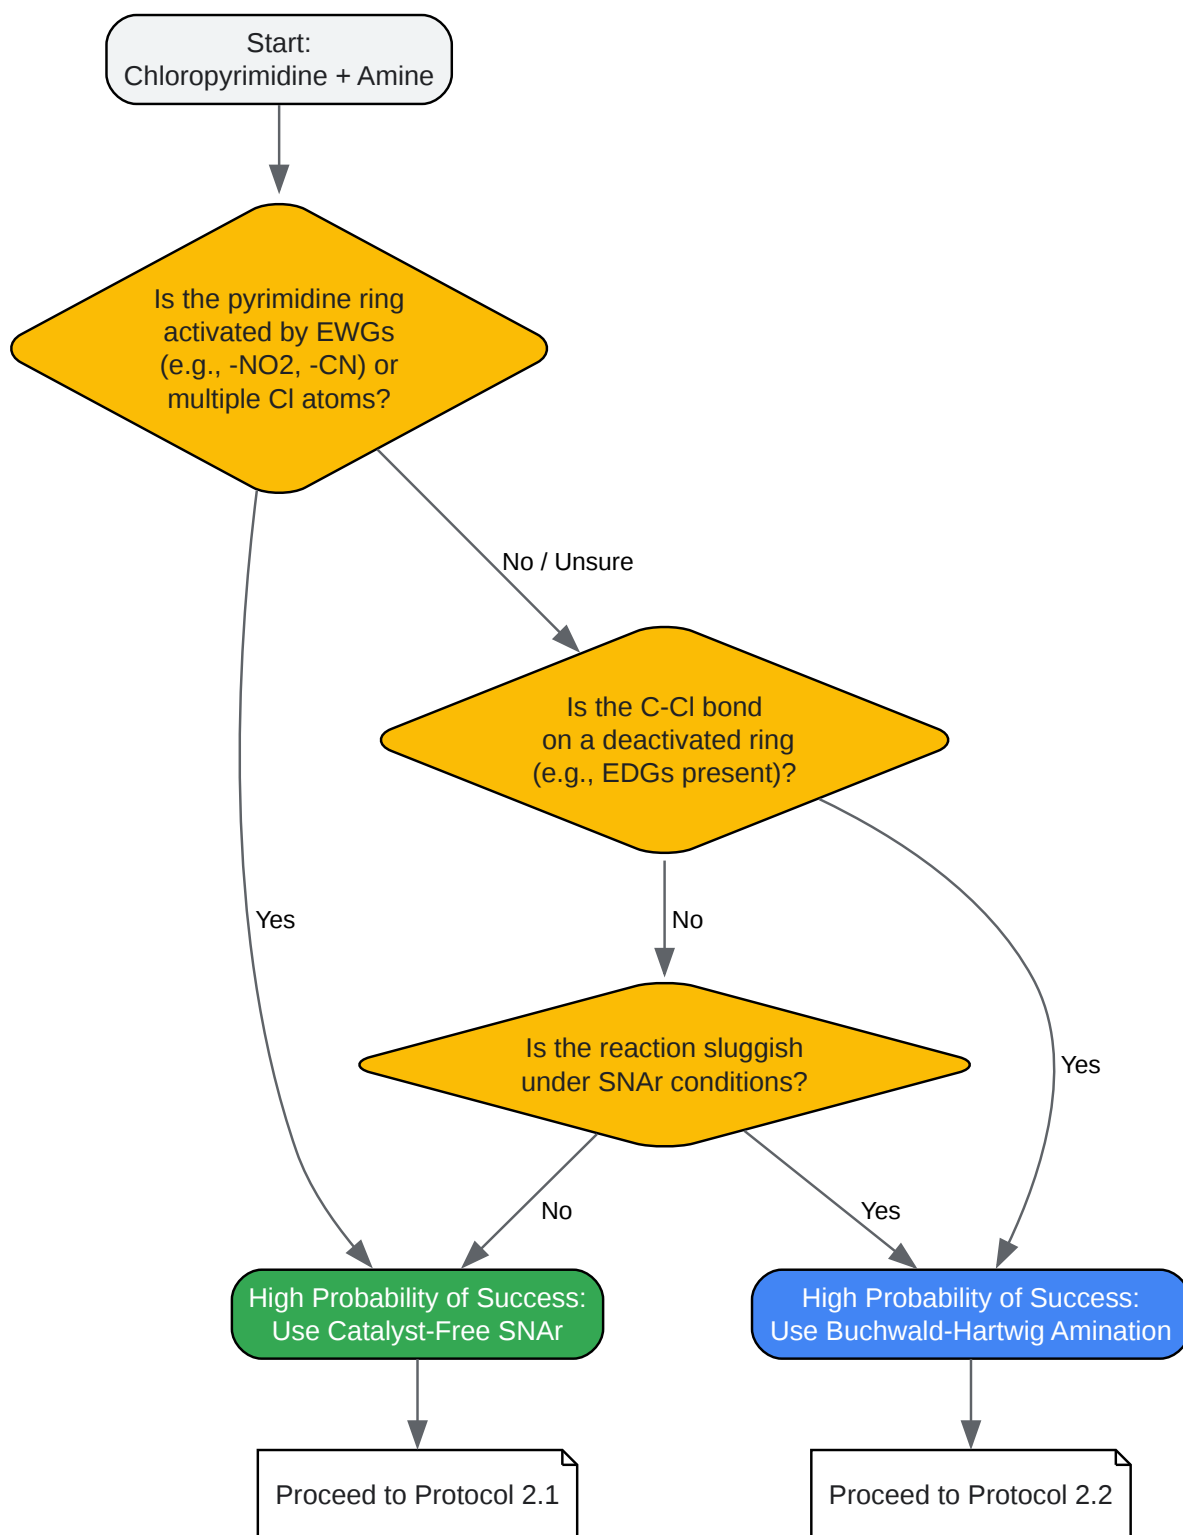 Start:
Chloropyrimidine + Amine
Is the pyrimidine ring
activated by EWGs
(e.g., -NO2, -CN) or
multiple Cl atoms?
No / Unsure
Is the C-Cl bond
on a deactivated ring
(e.g., EDGs present)?
Yes
No
Is the reaction sluggish
under SNAr conditions?
Yes
No
Yes
High Probability of Success:
Use Catalyst-Free SNAr
High Probability of Success:
Use Buchwald-Hartwig Amination
Proceed to Protocol 2.1
Proceed to Protocol 2.2